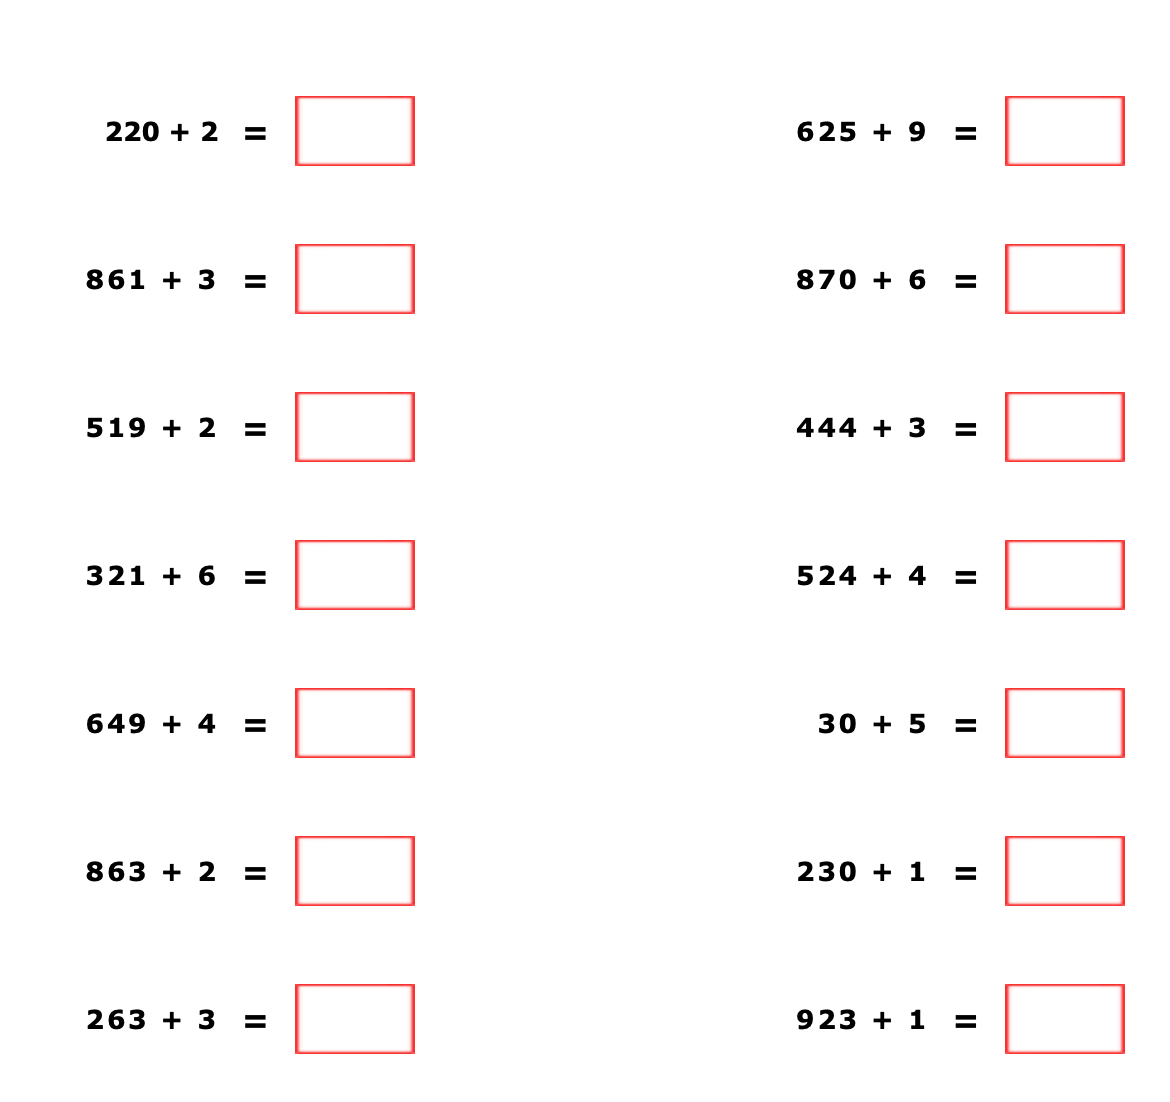 220 + 2 =
625 + 9 =
861 + 3 =
870 + 6 =
519 + 2 =
444 + 3 =
321 + 6 =
524 + 4 =
649 + 4 =
30 + 5 =
863 + 2 =
230 + 1 =
263 + 3 =
923 + 1 =